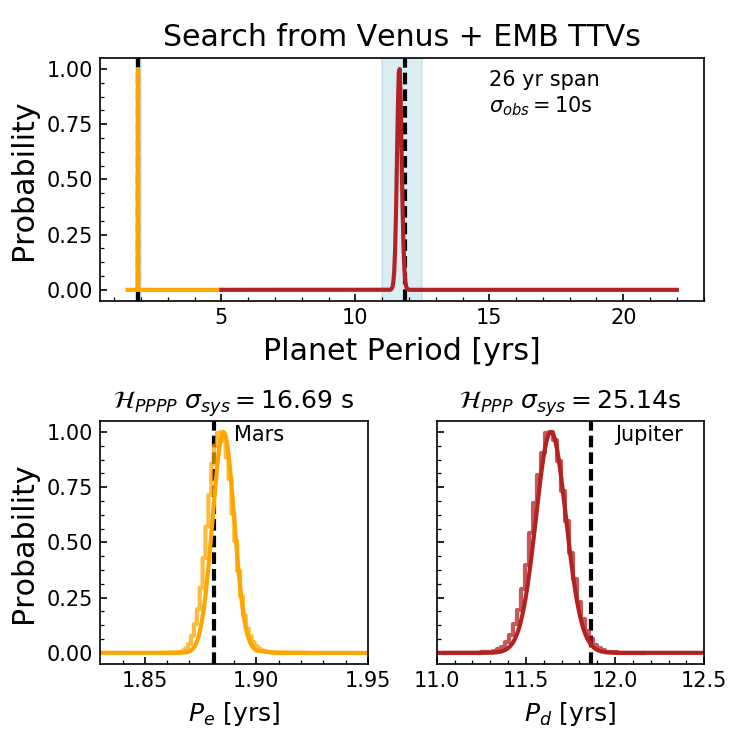 Search from Venus + EMB TTVs
1.00
0.75
0.50
0.25
0.00
Probability
26 yr span
σ_obs = 10s
5 10 15 20
Planet Period [yrs]
ℋ_PPPP σ_sys = 16.69 s
1.00
0.75
0.50
0.25
0.00
Probability
Mars
1.85 1.90 1.95
P_e [yrs]
ℋ_PPP σ_sys = 25.14s
Jupiter
11.0 11.5 12.0 12.5
P_d [yrs]